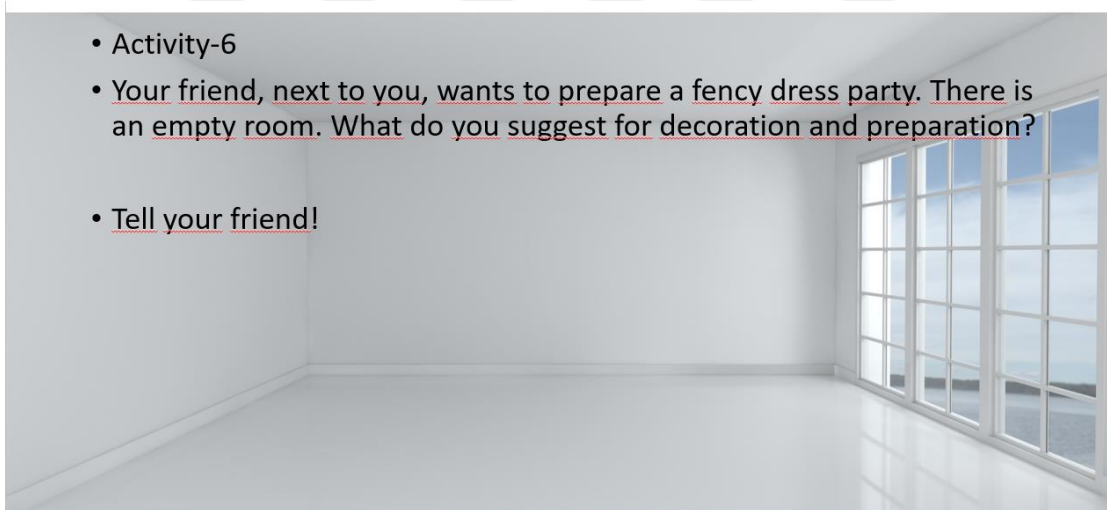 • Activity-6
• Your friend, next to you, wants to prepare a fency dress party. There is
an empty room. What do you suggest for decoration and preparation?
• Tell your friend!